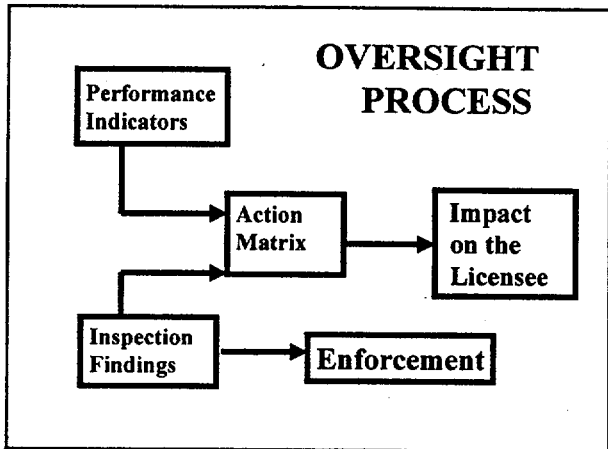 OVERSIGHT
PROCESS
Performance
Indicators
Action
Matrix
Impact
on the
Licensee
Inspection
Findings
Enforcement